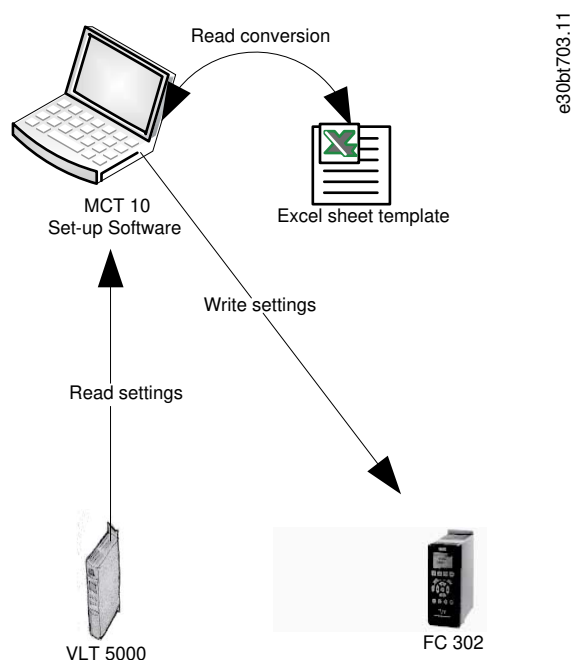 Read conversion
e30bt703.11
MCT 10
Set-up Software
Excel sheet template
Write settings
Read settings
FC 302
VLT 5000